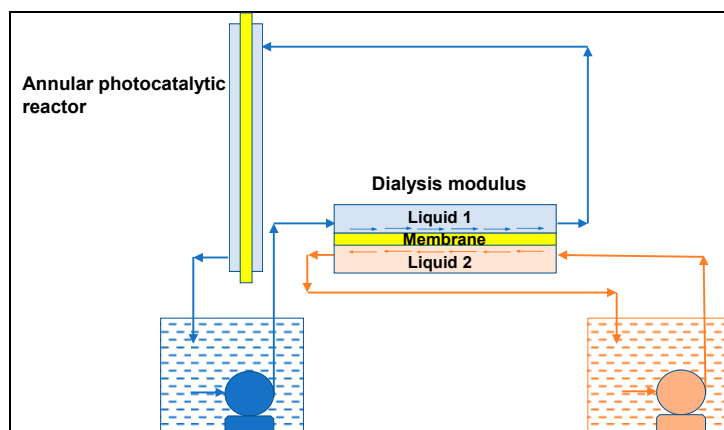 Annular photocatalytic
reactor
Dialysis modulus
Liquid 1
Membrane
Liquid 2